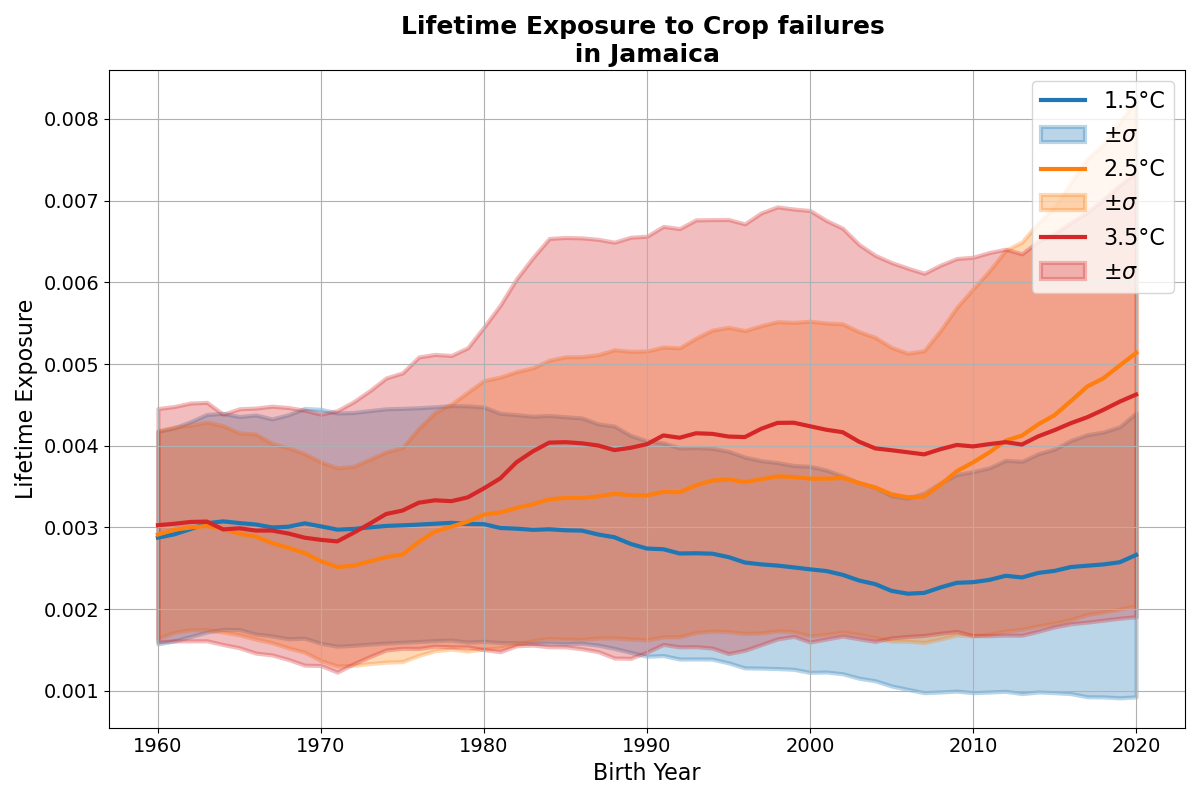 Lifetime Exposure to Crop failures
in Jamaica
0.008
0.007
0.006
0.005
0.004
0.003
0.002
0.001
Lifetime Exposure
1960
1970
1980
1990
2000
2010
2020
Birth Year
1.5°C
±σ
2.5°C
±σ
3.5°C
±σ